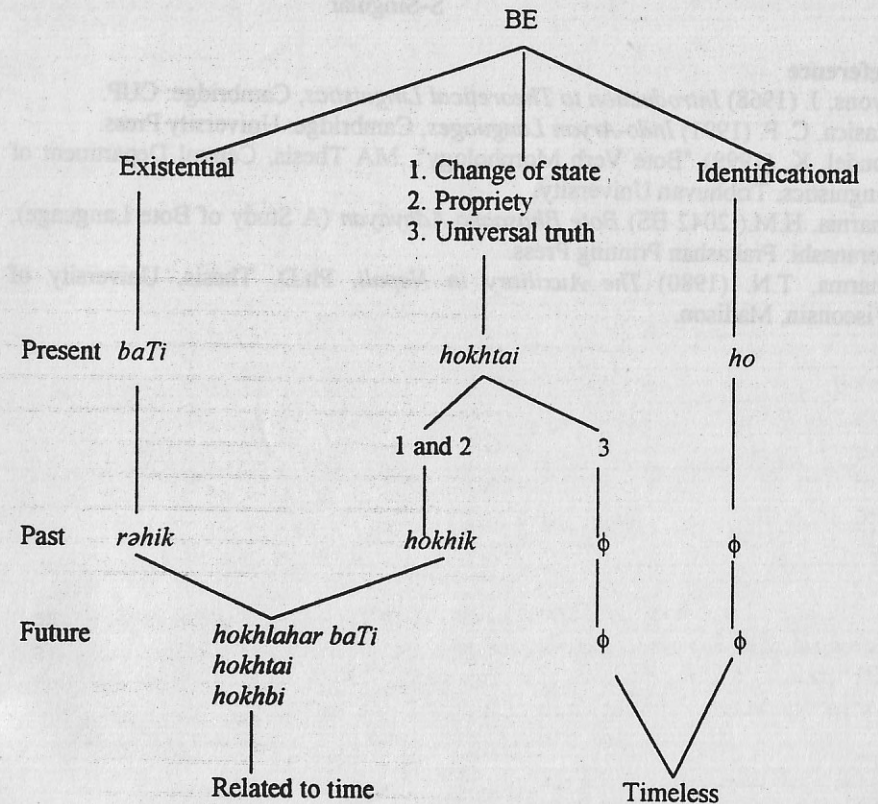 BE
Existential
1. Change of state
2. Propriety
3. Universal truth
Identificational
Present baTi hokhtai ho
1 and 2 3
Past rəhik hokhik ϕ ϕ
Future hokhlahar baTi ϕ ϕ
hokhtai
hokhbi
Related to time Timeless